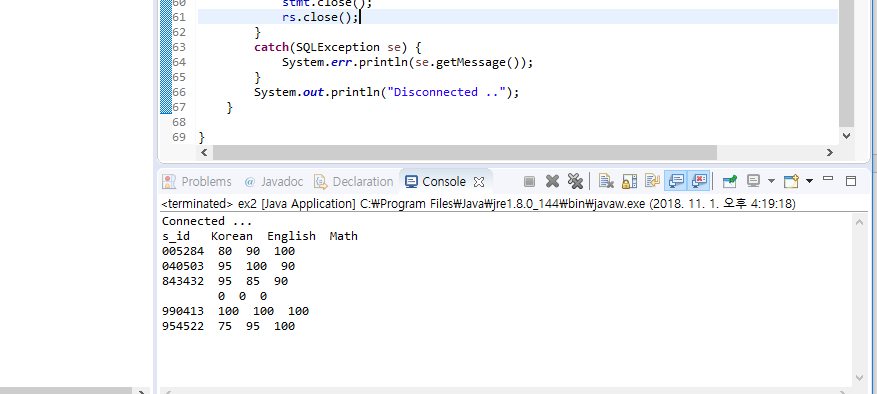 60 stmt.close();
61 rs.close();
62 }
63 catch(SQLException se) {
64 System.err.println(se.getMessage());
65 }
66 System.out.println("Disconnected ..");
67 }
68
69 }
Problems @ Javadoc Declaration Console
<terminated> ex2 [Java Application] C:₩Program Files₩Java₩jre1.8.0_144₩bin₩javaw.exe (2018. 11. 1. 오후 4:19:18)
Connected ...
s_id Korean English Math
005284 80 90 100
040503 95 100 90
843432 95 85 90
0 0 0
990413 100 100 100
954522 75 95 100